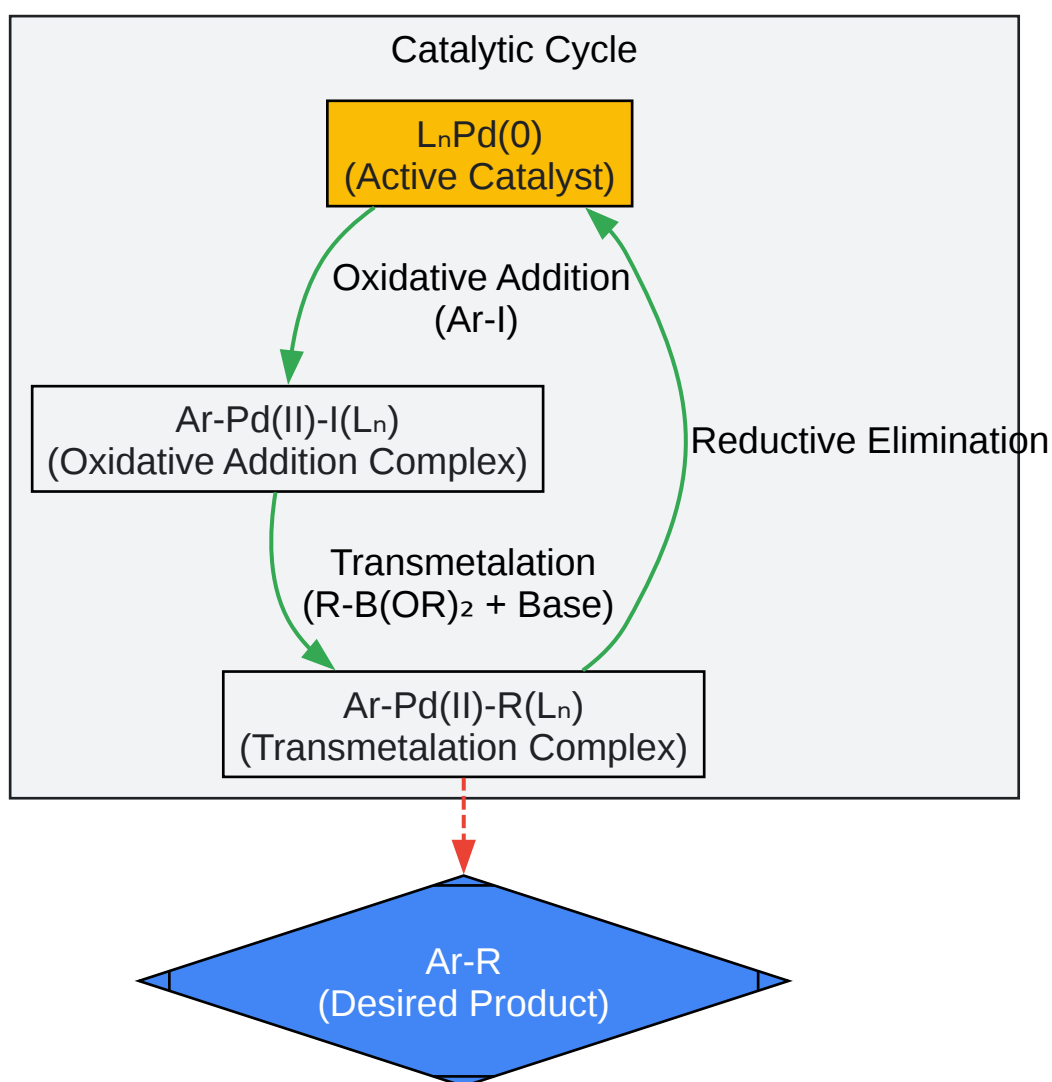 Catalytic Cycle
LₙPd(0)
(Active Catalyst)
Oxidative Addition
(Ar-I)
Ar-Pd(II)-I(Lₙ)
(Oxidative Addition Complex)
Reductive Elimination
Transmetalation
(R-B(OR)₂ + Base)
Ar-Pd(II)-R(Lₙ)
(Transmetalation Complex)
Ar-R
(Desired Product)